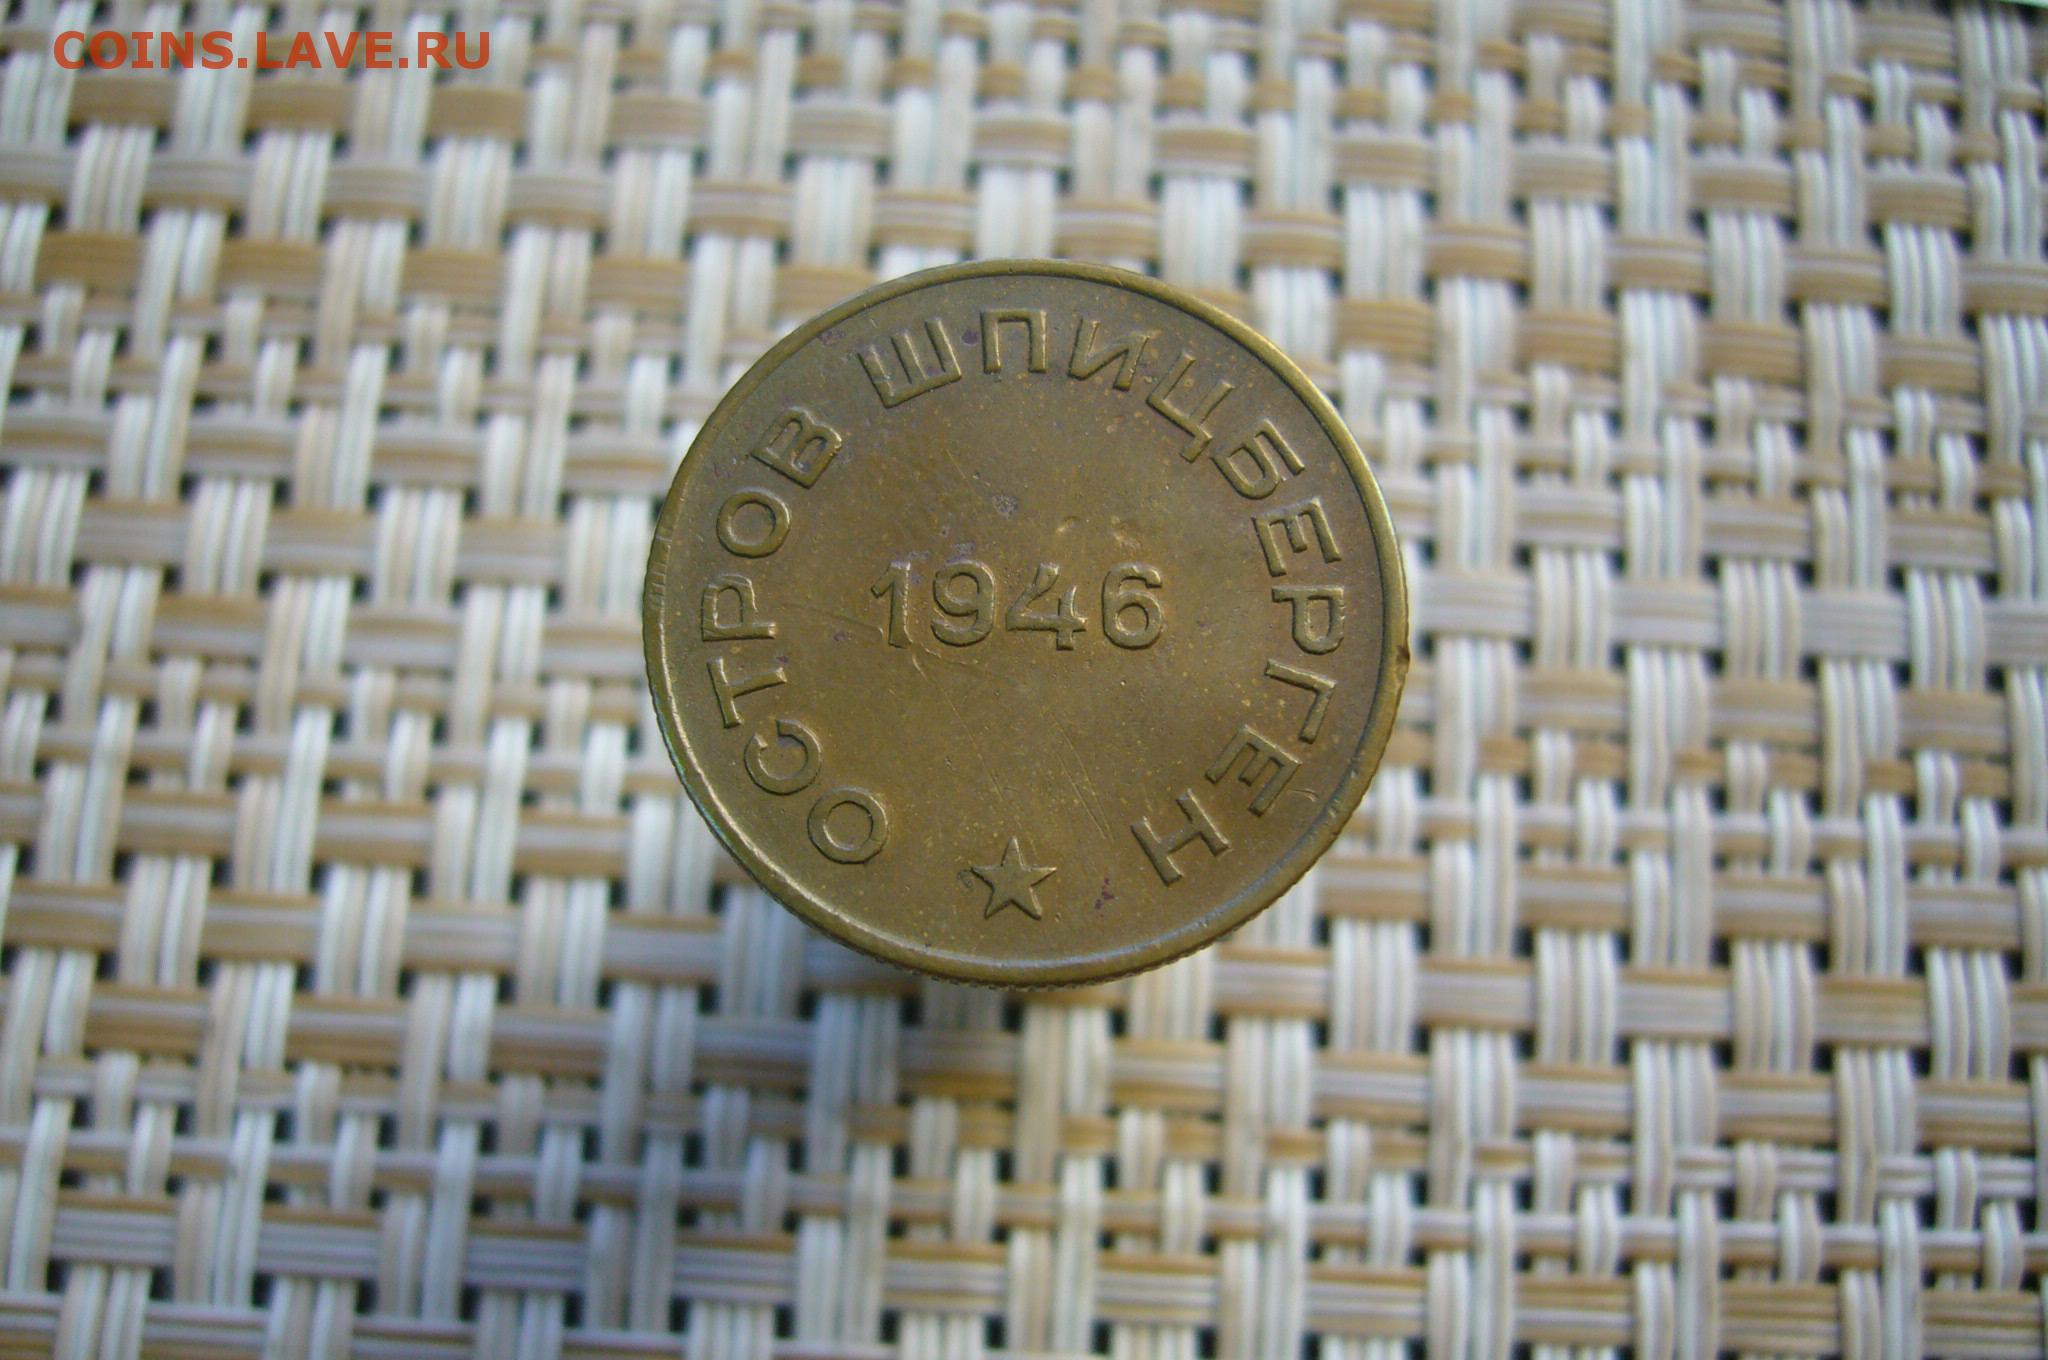 COINS.LAVE.RU
ОСТРОВ ШПИЦБЕРГЕН
1946